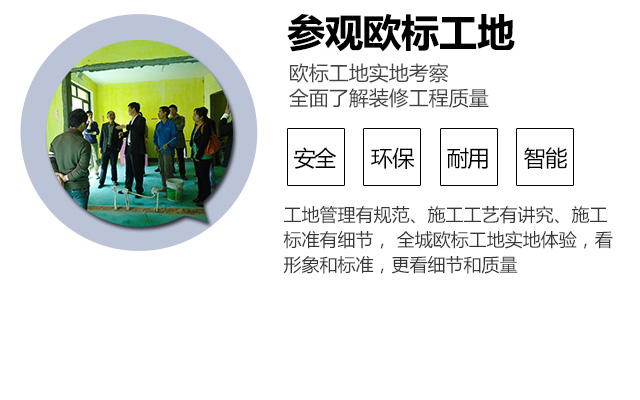 参观欧标工地
欧标工地实地考察
全面了解装修工程质量
安全 环保 耐用 智能
工地管理有规范、施工工艺有讲究、施工
标准有细节， 全城欧标工地实地体验，看
形象和标准，更看细节和质量